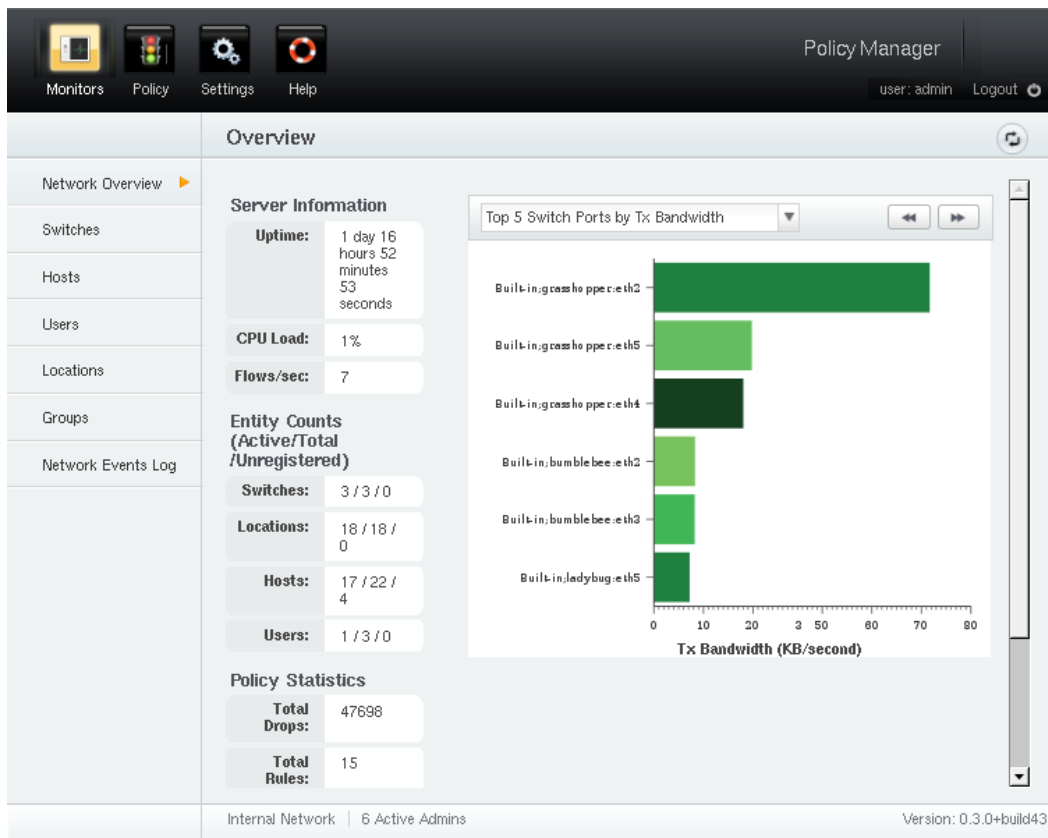 Policy Manager
Monitors Policy Settings Help
user: admin Logout
Overview
Network Overview
Switches
Hosts
Users
Locations
Groups
Network Events Log
Server Information
Uptime: 1 day 16
hours 52
minutes
53
seconds
CPU Load: 1%
Flows/sec: 7
Entity Counts
(Active/Total
/Unregistered)
Switches: 3 / 3 / 0
Locations: 18 / 18 /
0
Hosts: 17 / 22 /
4
Users: 1 / 3 / 0
Policy Statistics
Total
Drops:
47698
Total
Rules:
15
Top 5 Switch Ports by Tx Bandwidth
Built-in;grasshopper:eth2
Built-in;grasshopper:eth5
Built-in;grasshopper:eth4
Built-in;bumblebee:eth2
Built-in;bumblebee:eth3
Built-in;ladybug:eth5
0 10 20 3 50 60 70 80
Tx Bandwidth (KB/second)
Internal Network | 6 Active Admins
Version: 0.3.0+build43